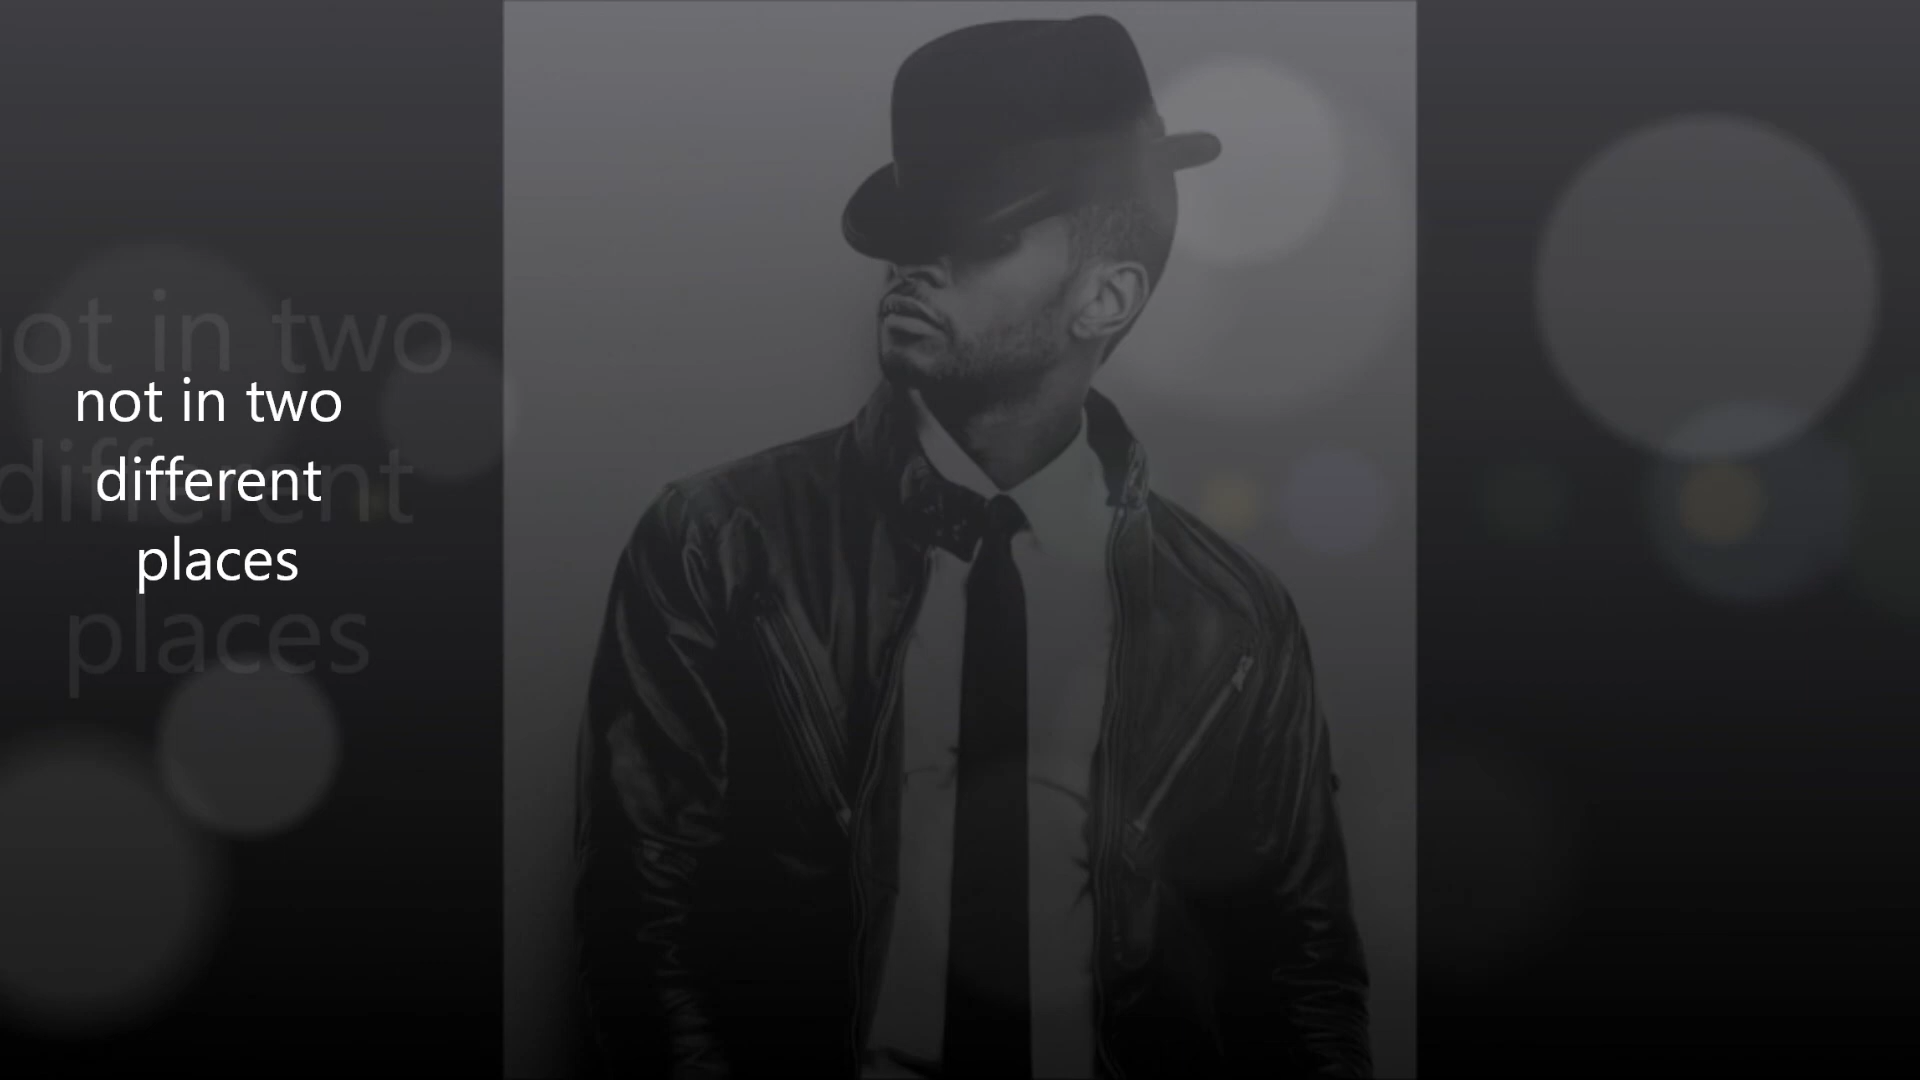 not in two
different
places